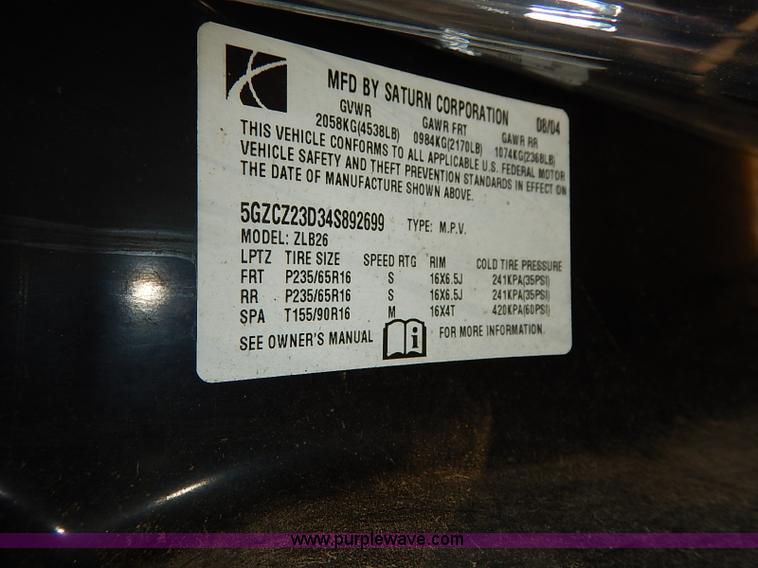 MFD BY SATURN CORPORATION 08/04
GVWR GAWR FRT GAWR RR
2058KG(4538LB) 0984KG(2170LB) 1074KG(2368LB)
THIS VEHICLE CONFORMS TO ALL APPLICABLE U.S. FEDERAL MOTOR
VEHICLE SAFETY AND THEFT PREVENTION STANDARDS IN EFFECT ON
THE DATE OF MANUFACTURE SHOWN ABOVE.
5GZCZ23D34S892699 TYPE: M.P.V.
MODEL: ZLB26
LPTZ TIRE SIZE SPEED RTG RIM COLD TIRE PRESSURE
FRT P235/65R16 S 16X6.5J 241KPA(35PSI)
RR P235/65R16 S 16X6.5J 241KPA(35PSI)
SPA T155/90R16 M 16X4T 420KPA(60PSI)
SEE OWNER'S MANUAL i FOR MORE INFORMATION.
www.purplewave.com